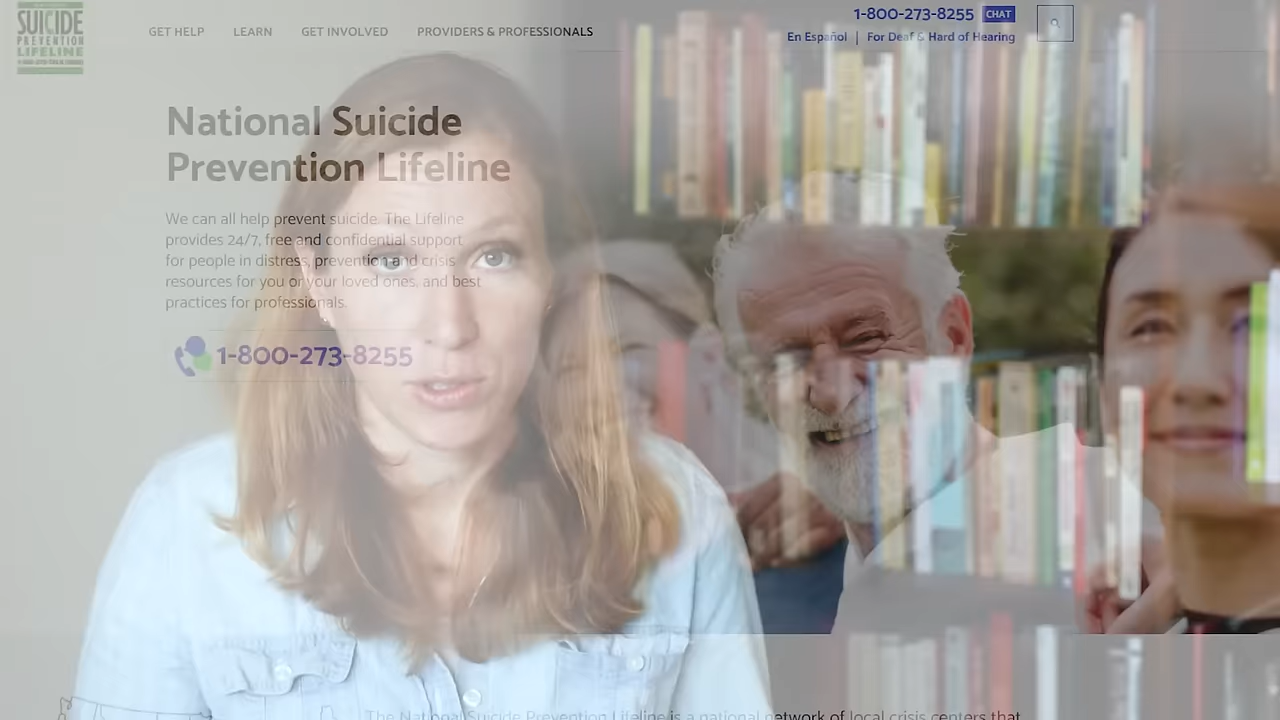 SUICIDE
PREVENTION
LIFELINE
GET HELP LEARN GET INVOLVED PROVIDERS & PROFESSIONALS
1-800-273-8255 CHAT
En Español | For Deaf & Hard of Hearing
National Suicide
Prevention Lifeline
We can all help prevent suicide. The Lifeline
provides 24/7, free and confidential support
for people in distress, prevention and crisis
resources for you or your loved ones, and best
practices for professionals.
1-800-273-8255
The National Suicide Prevention Lifeline is a national network of local crisis centers that